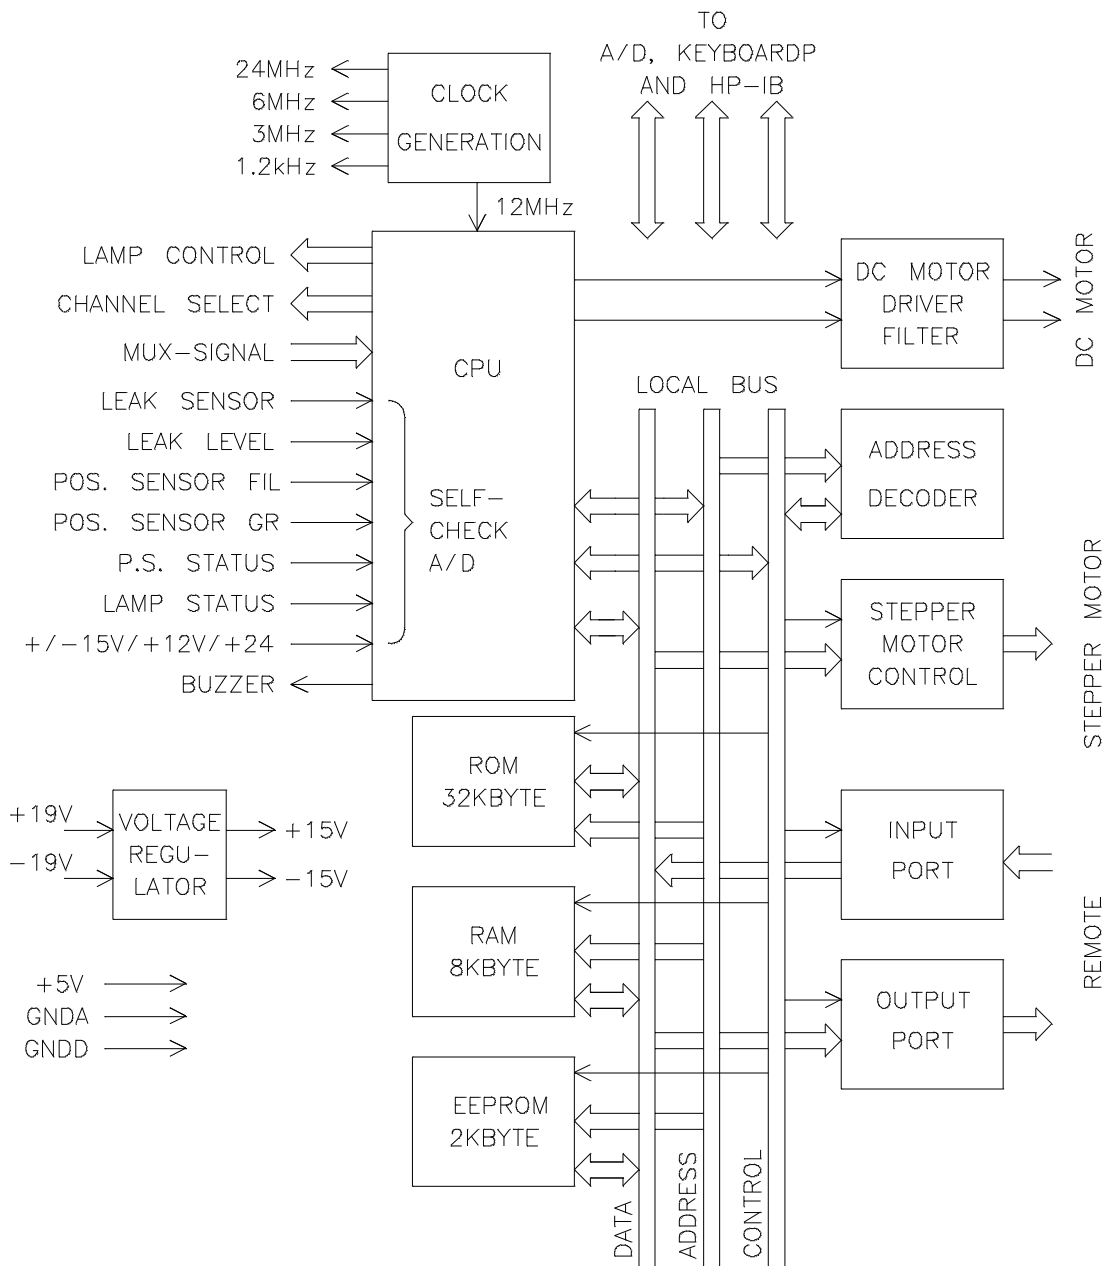 TO
A/D, KEYBOARDP
AND HP-IB
24MHz
6MHz
3MHz
1.2kHz
CLOCK
GENERATION
12MHz
LAMP CONTROL
CHANNEL SELECT
MUX-SIGNAL
LEAK SENSOR
LEAK LEVEL
POS. SENSOR FIL
POS. SENSOR GR
P.S. STATUS
LAMP STATUS
+/-15V/+12V/+24
BUZZER
CPU
SELF-
CHECK
A/D
DC MOTOR
DRIVER
FILTER
DC MOTOR
LOCAL BUS
ADDRESS
DECODER
STEPPER
MOTOR
CONTROL
STEPPER MOTOR
ROM
32KBYTE
+19V
-19V
VOLTAGE
REGU-
LATOR
+15V
-15V
INPUT
PORT
RAM
8KBYTE
REMOTE
+5V
GNDA
GNDD
OUTPUT
PORT
EEPROM
2KBYTE
DATA
ADDRESS
CONTROL